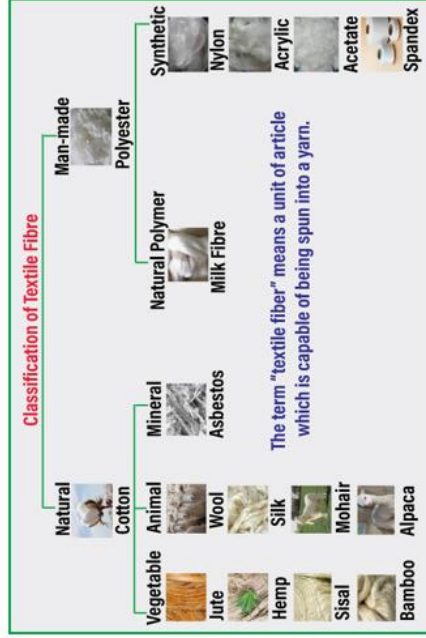 Classification of Textile Fibre
Natural
Cotton
Man-made
Polyester
Vegetable
Jute
Hemp
Sisal
Bamboo
Animal
Wool
Silk
Mohair
Alpaca
Mineral
Asbestos
Natural Polymer
Milk Fibre
Synthetic
Nylon
Acrylic
Acetate
Spandex
The term "textile fiber" means a unit of article
which is capable of being spun into a yarn.